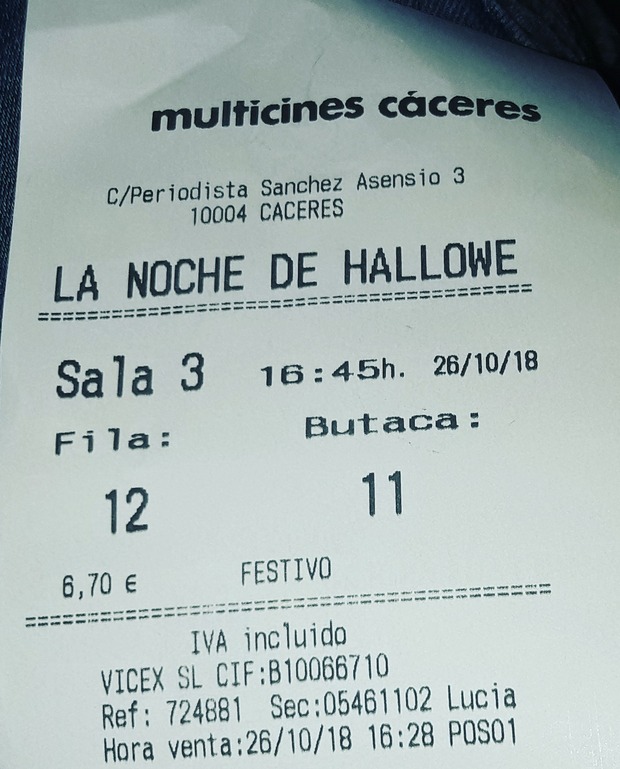 multicines cáceres
C/Periodista Sanchez Asensio 3
10004 CACERES
LA NOCHE DE HALLOWE
Sala 3 16:45h. 26/10/18
Fila: Butaca:
12 11
6,70 € FESTIVO
IVA incluido
VICEX SL CIF:B10066710
Ref: 724881 Sec:05461102 Lucia
Hora venta:26/10/18 16:28 POS01